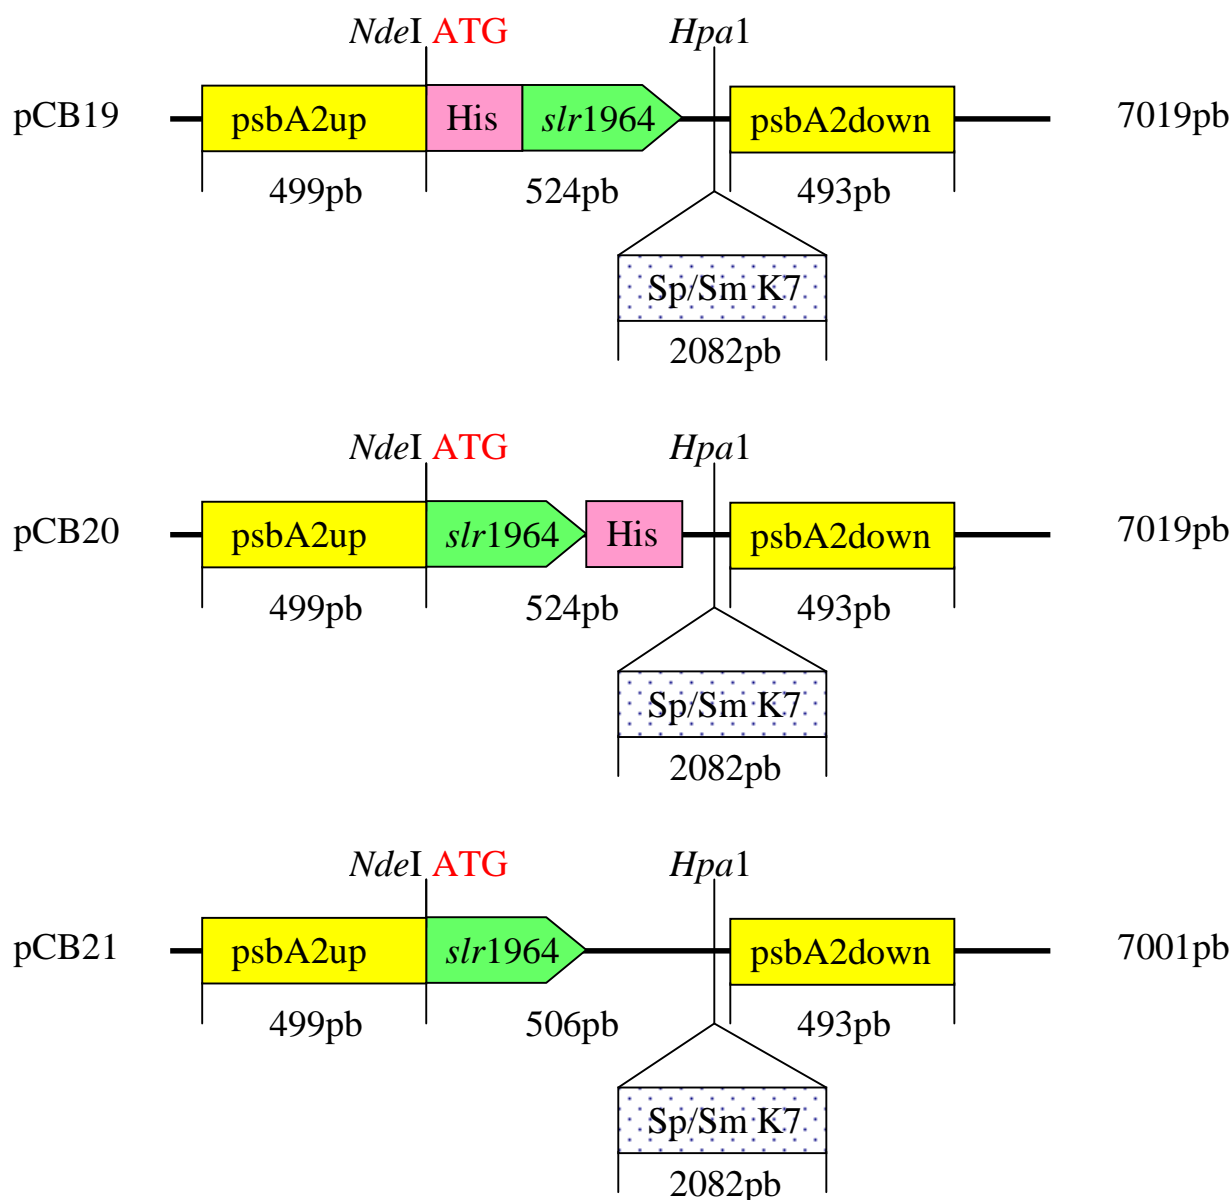 NdeI ATG Hpa1
pCB19 psbA2up His slr1964 psbA2down 7019pb
499pb 524pb 493pb
Sp/Sm K7
2082pb
NdeI ATG Hpa1
pCB20 psbA2up slr1964 His psbA2down 7019pb
499pb 524pb 493pb
Sp/Sm K7
2082pb
NdeI ATG Hpa1
pCB21 psbA2up slr1964 psbA2down 7001pb
499pb 506pb 493pb
Sp/Sm K7
2082pb